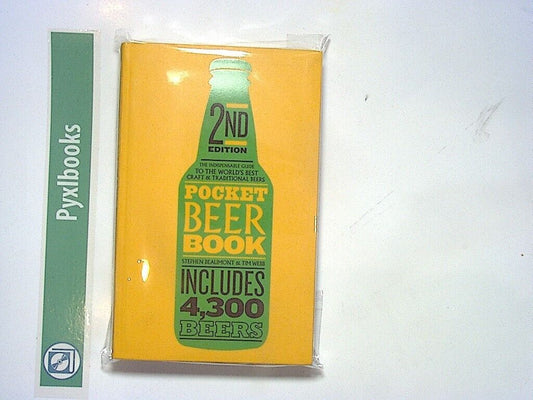 Pyxlbooks
2ND
EDITION
THE INDISPENSABLE GUIDE
TO THE WORLD'S BEST
CRAFT & TRADITIONAL BEERS
POCKET
BEER
BOOK
STEPHEN BEAUMONT & TIM WEBB
INCLUDES
4,300
BEERS